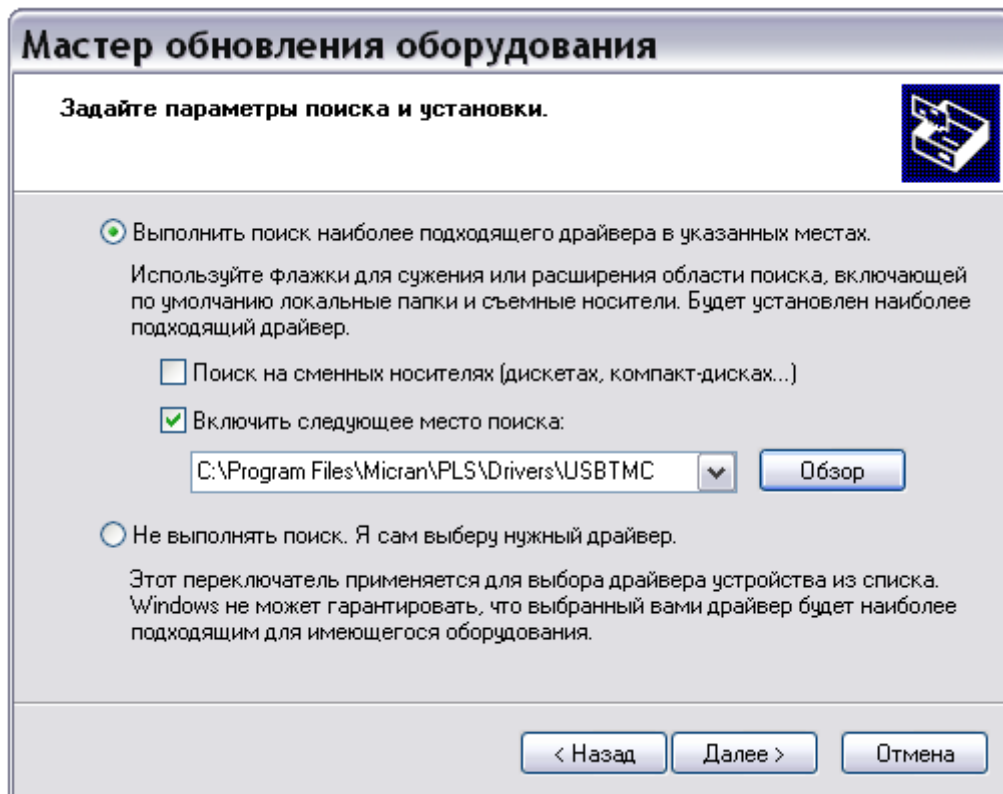 Мастер обновления оборудования
Задайте параметры поиска и установки.
Выполнить поиск наиболее подходящего драйвера в указанных местах.
Используйте флажки для сужения или расширения области поиска, включающей
по умолчанию локальные папки и съемные носители. Будет установлен наиболее
подходящий драйвер.
Поиск на сменных носителях (дискетах, компакт-дисках...)
Включить следующее место поиска:
C:\Program Files\Micran\PLS\Drivers\USBTMC
Обзор
Не выполнять поиск. Я сам выберу нужный драйвер.
Этот переключатель применяется для выбора драйвера устройства из списка.
Windows не может гарантировать, что выбранный вами драйвер будет наиболее
подходящим для имеющегося оборудования.
< Назад
Далее >
Отмена